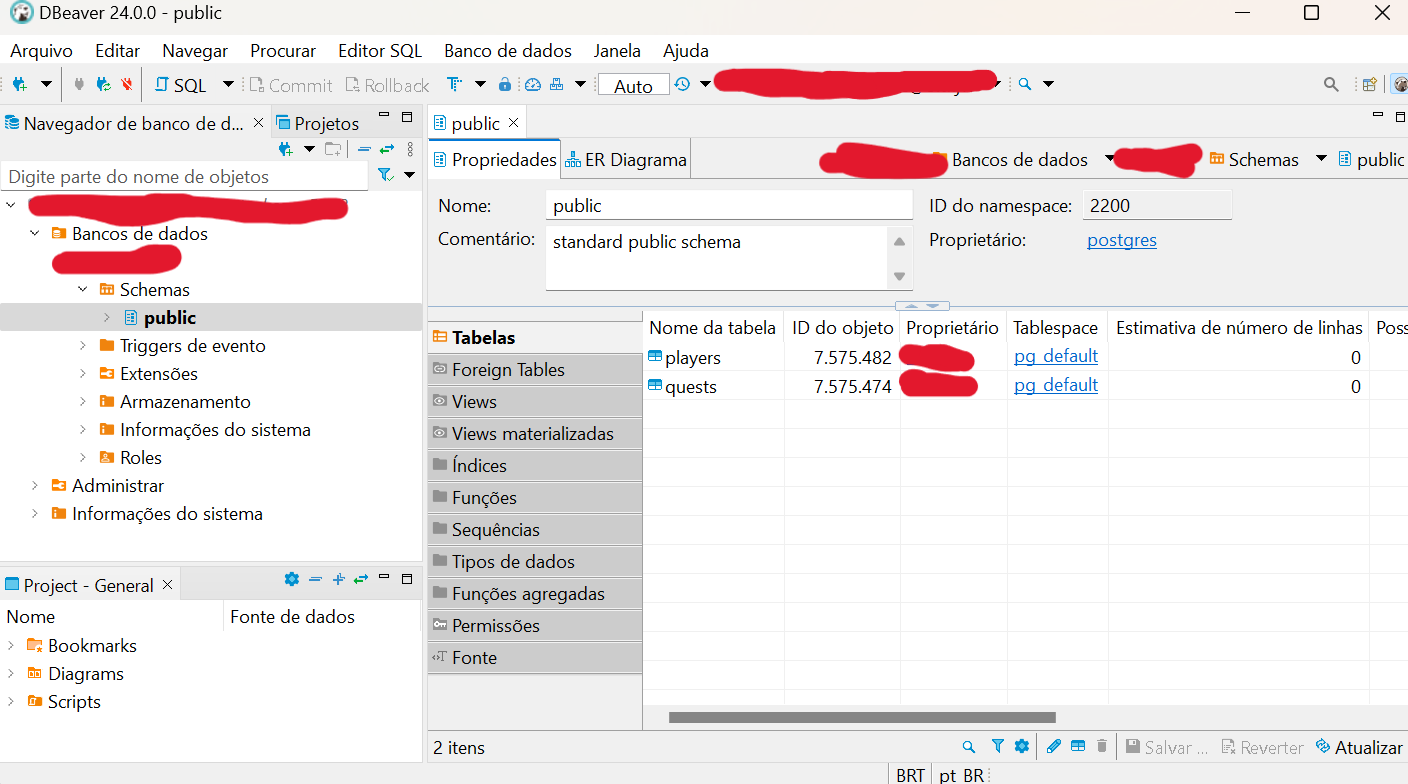 DBeaver 24.0.0 - public
Arquivo Editar Navegar Procurar Editor SQL Banco de dados Janela Ajuda
SQL Commit Rollback Auto
Navegador de banco de d... Projetos
public
Digite parte do nome de objetos
Propriedades ER Diagrama Bancos de dados Schemas public
Nome: public ID do namespace: 2200
Comentário: standard public schema Proprietário: postgres
Bancos de dados
Schemas
public
Triggers de evento
Extensões
Armazenamento
Informações do sistema
Roles
Administrar
Informações do sistema
Tabelas
Foreign Tables
Views
Views materializadas
Índices
Funções
Sequências
Tipos de dados
Funções agregadas
Permissões
Fonte
Nome da tabela ID do objeto Proprietário Tablespace Estimativa de número de linhas Poss
players 7.575.482 pg_default 0
quests 7.575.474 pg_default 0
Project - General
Nome Fonte de dados
Bookmarks
Diagrams
Scripts
2 itens Salvar ... Reverter Atualizar
BRT pt_BR